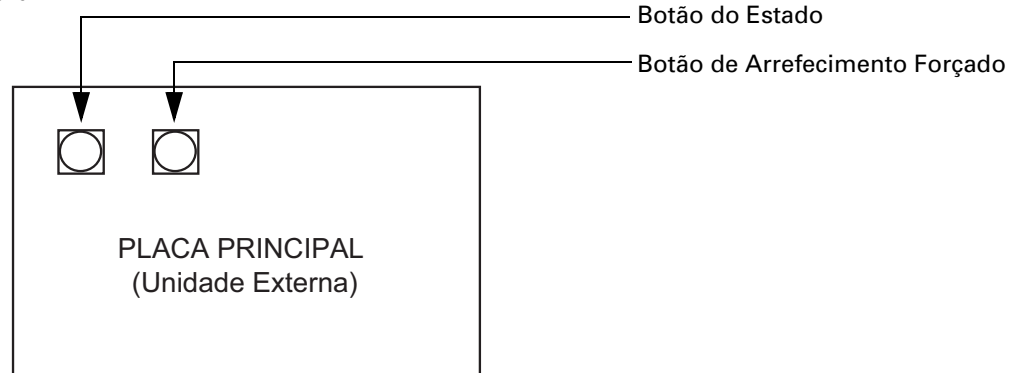 Botão do Estado
Botão de Arrefecimento Forçado
PLACA PRINCIPAL
(Unidade Externa)